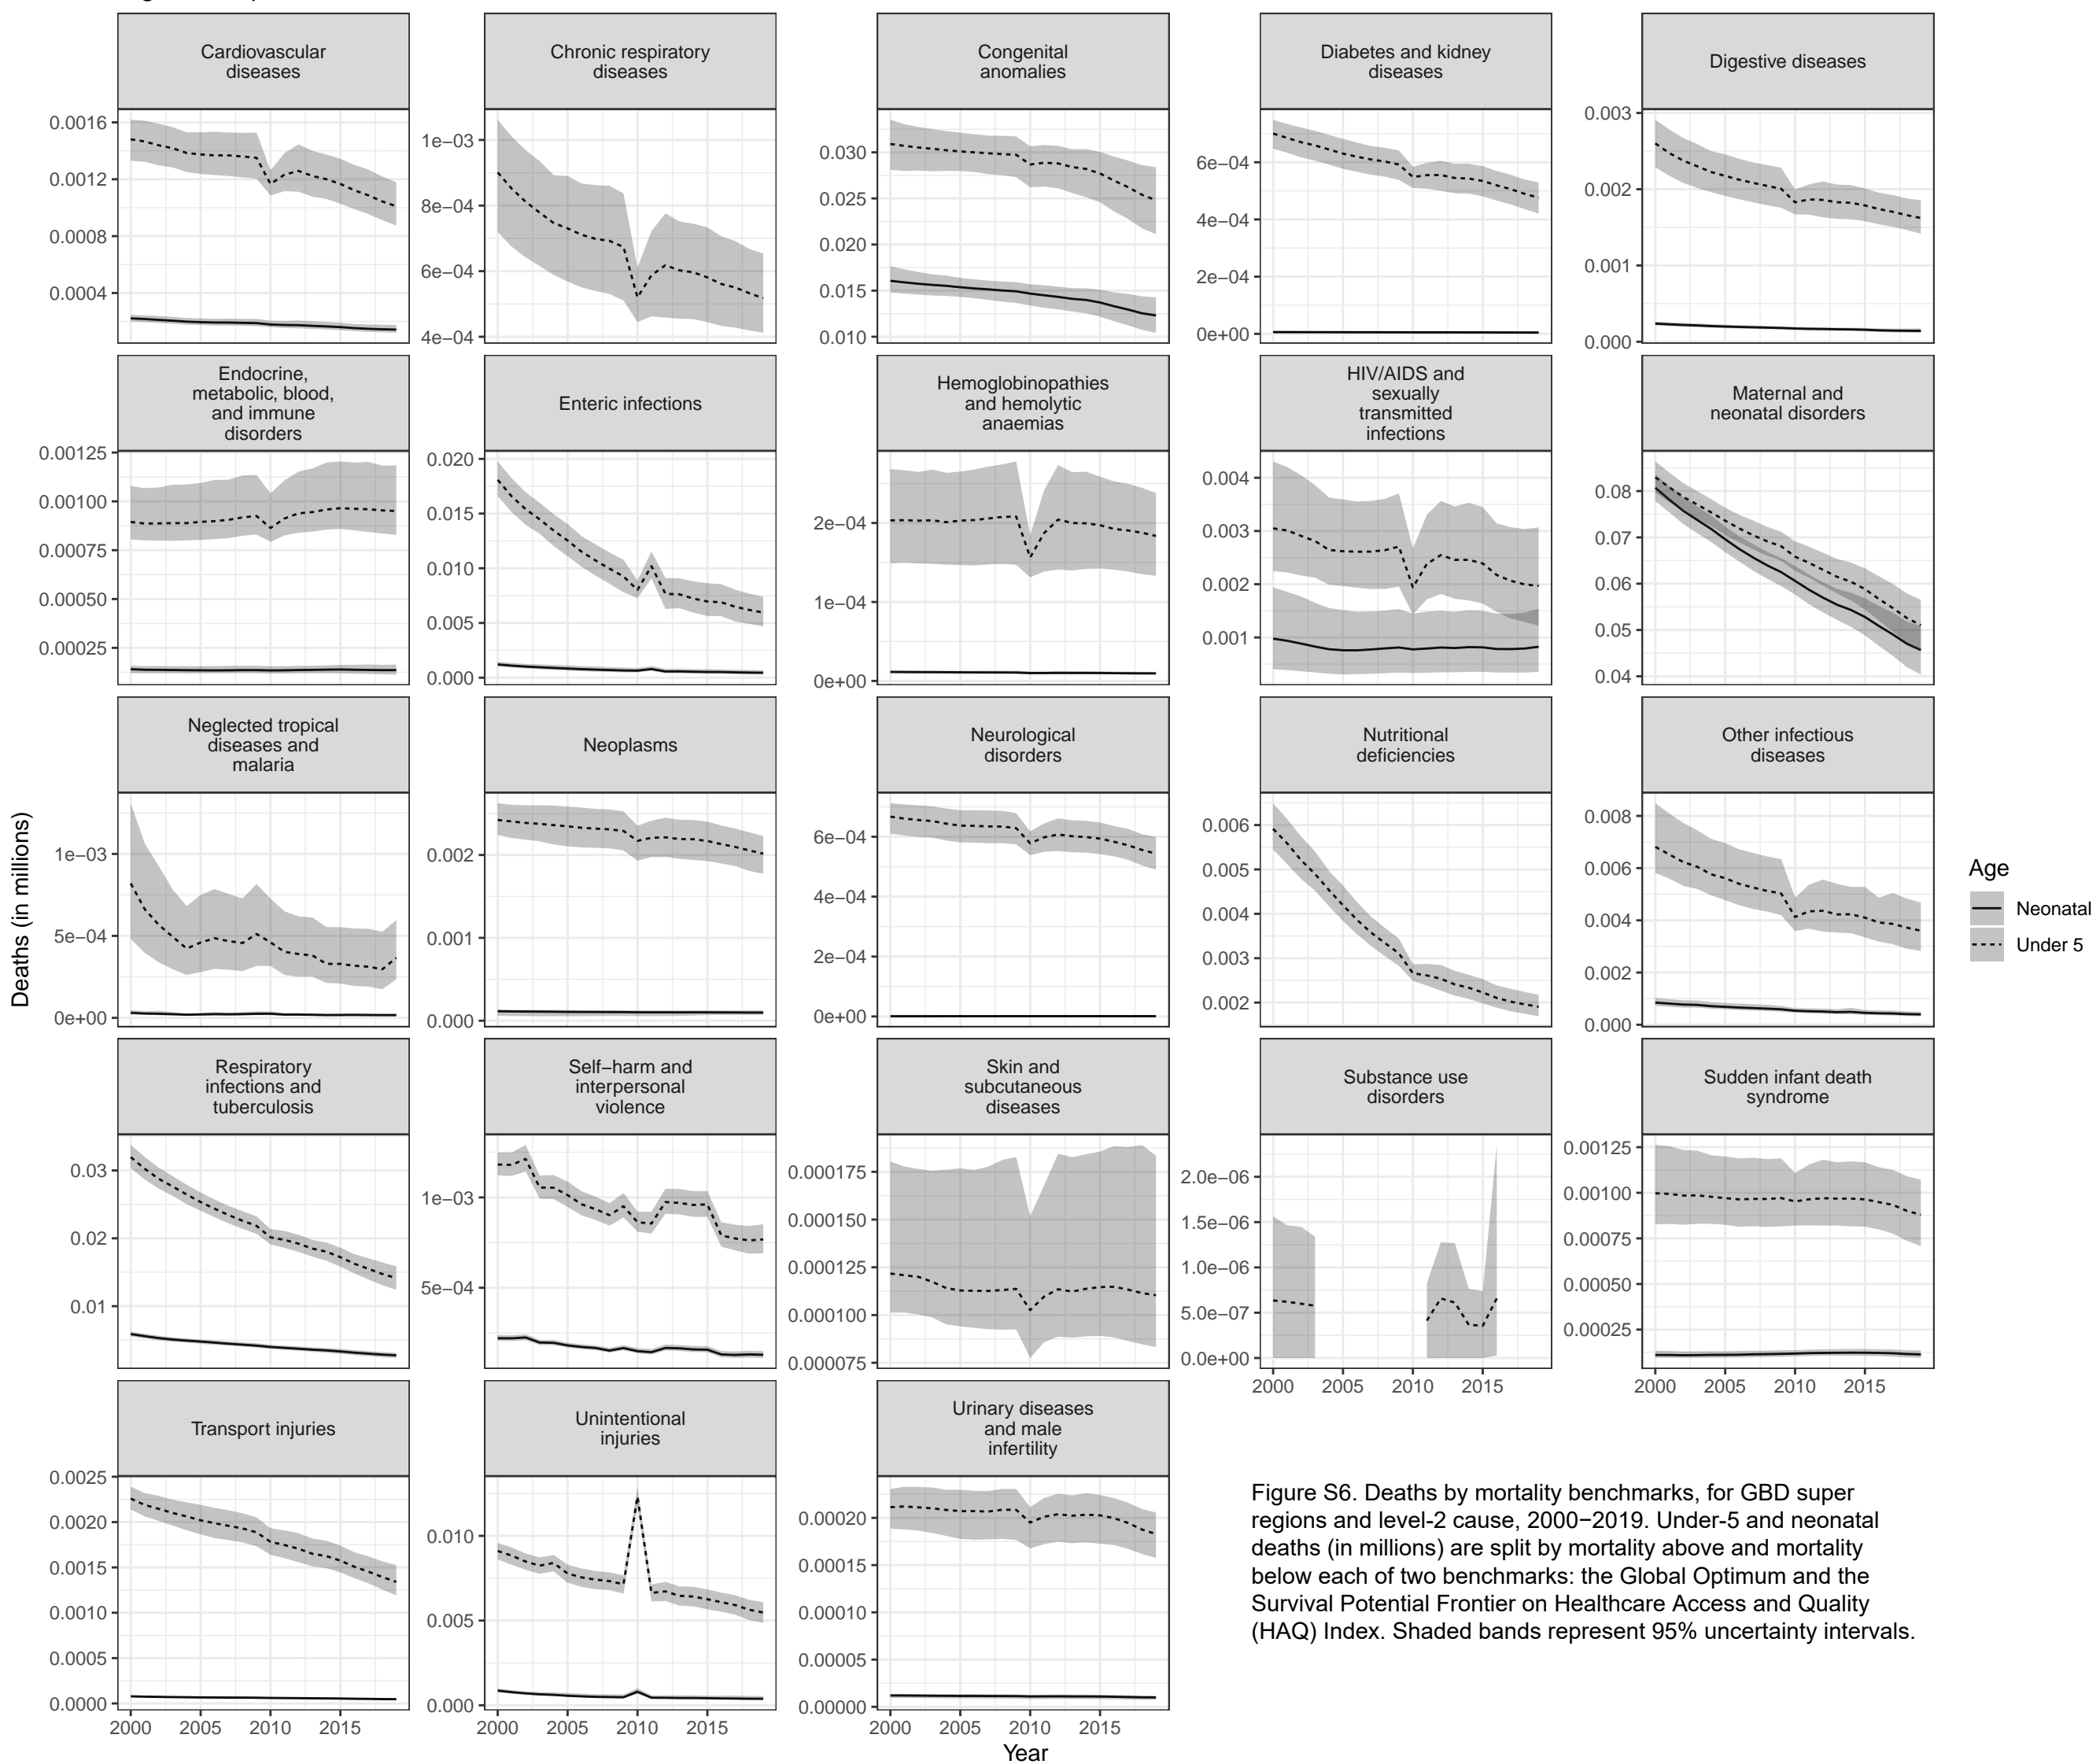 Cardiovascular
diseases
Chronic respiratory
diseases
Congenital
anomalies
Diabetes and kidney
diseases
Digestive diseases
0.0016
0.0012
0.0008
0.0004
1e−03
8e−04
6e−04
4e−04
0.030
0.025
0.020
0.015
0.010
6e−04
4e−04
2e−04
0e+00
0.003
0.002
0.001
0.000
Endocrine,
metabolic, blood,
and immune
disorders
Enteric infections
Hemoglobinopathies
and hemolytic
anaemias
HIV/AIDS and
sexually
transmitted
infections
Maternal and
neonatal disorders
0.00125
0.00100
0.00075
0.00050
0.00025
0.020
0.015
0.010
0.005
0.000
2e−04
1e−04
0e+00
0.004
0.003
0.002
0.001
0.08
0.07
0.06
0.05
0.04
Neglected tropical
diseases and
malaria
Neoplasms
Neurological
disorders
Nutritional
deficiencies
Other infectious
diseases
1e−03
5e−04
0e+00
0.002
0.001
0.000
6e−04
4e−04
2e−04
0e+00
0.006
0.005
0.004
0.003
0.002
0.008
0.006
0.004
0.002
0.000
Deaths (in millions)
Age
Neonatal
Under 5
Respiratory
infections and
tuberculosis
Self−harm and
interpersonal
violence
Skin and
subcutaneous
diseases
Substance use
disorders
Sudden infant death
syndrome
0.03
0.02
0.01
1e−03
5e−04
0.000175
0.000150
0.000125
0.000100
0.000075
2.0e−06
1.5e−06
1.0e−06
5.0e−07
0.0e+00
0.00125
0.00100
0.00075
0.00050
0.00025
2000 2005 2010 2015
2000 2005 2010 2015
Transport injuries
Unintentional
injuries
Urinary diseases
and male
infertility
0.0025
0.0020
0.0015
0.0010
0.0005
0.0000
0.010
0.005
0.000
0.00020
0.00015
0.00010
0.00005
0.00000
2000 2005 2010 2015
2000 2005 2010 2015
2000 2005 2010 2015
Year
Figure S6. Deaths by mortality benchmarks, for GBD super
regions and level-2 cause, 2000−2019. Under-5 and neonatal
deaths (in millions) are split by mortality above and mortality
below each of two benchmarks: the Global Optimum and the
Survival Potential Frontier on Healthcare Access and Quality
(HAQ) Index. Shaded bands represent 95% uncertainty intervals.